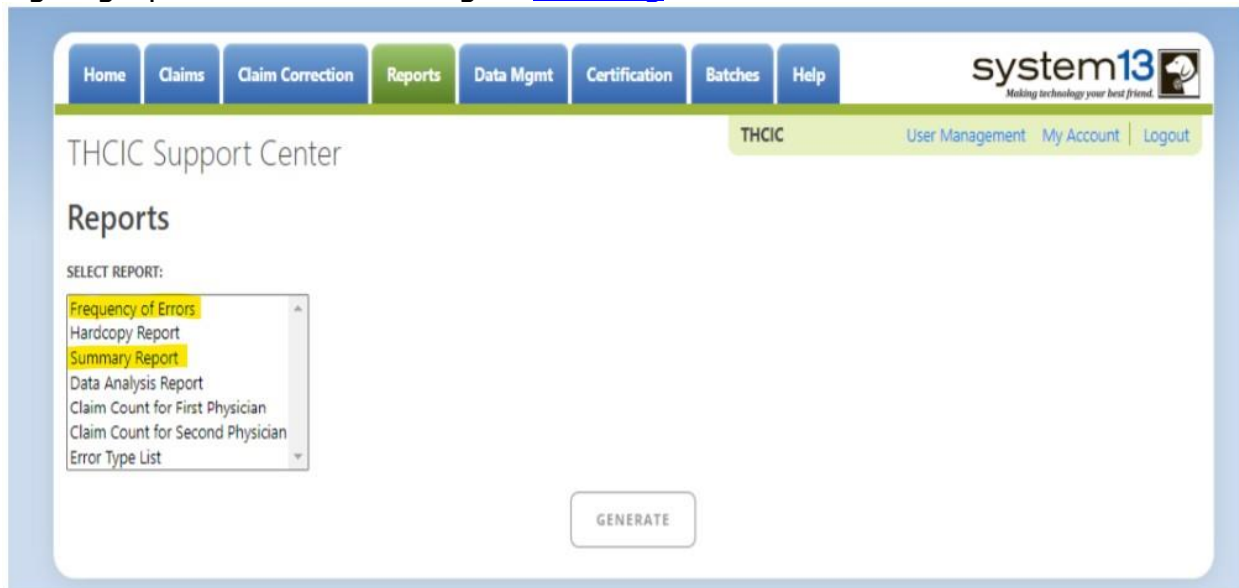 Home Claims Claim Correction Reports Data Mgmt Certification Batches Help
system13
Making technology your best friend.
THCIC User Management My Account Logout
THCIC Support Center
Reports
SELECT REPORT:
Frequency of Errors
Hardcopy Report
Summary Report
Data Analysis Report
Claim Count for First Physician
Claim Count for Second Physician
Error Type List
GENERATE